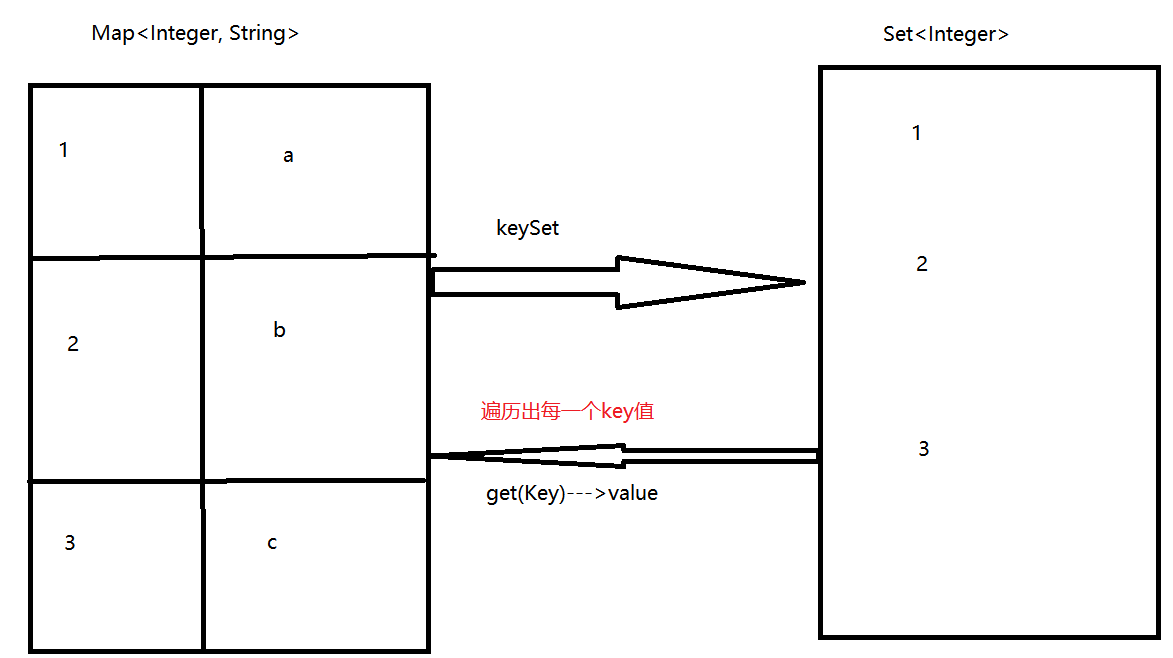 Map<Integer, String>
Set<Integer>
1
a
1
keySet
2
2
b
遍历出每一个key值
3
get(Key)--->value
3
c